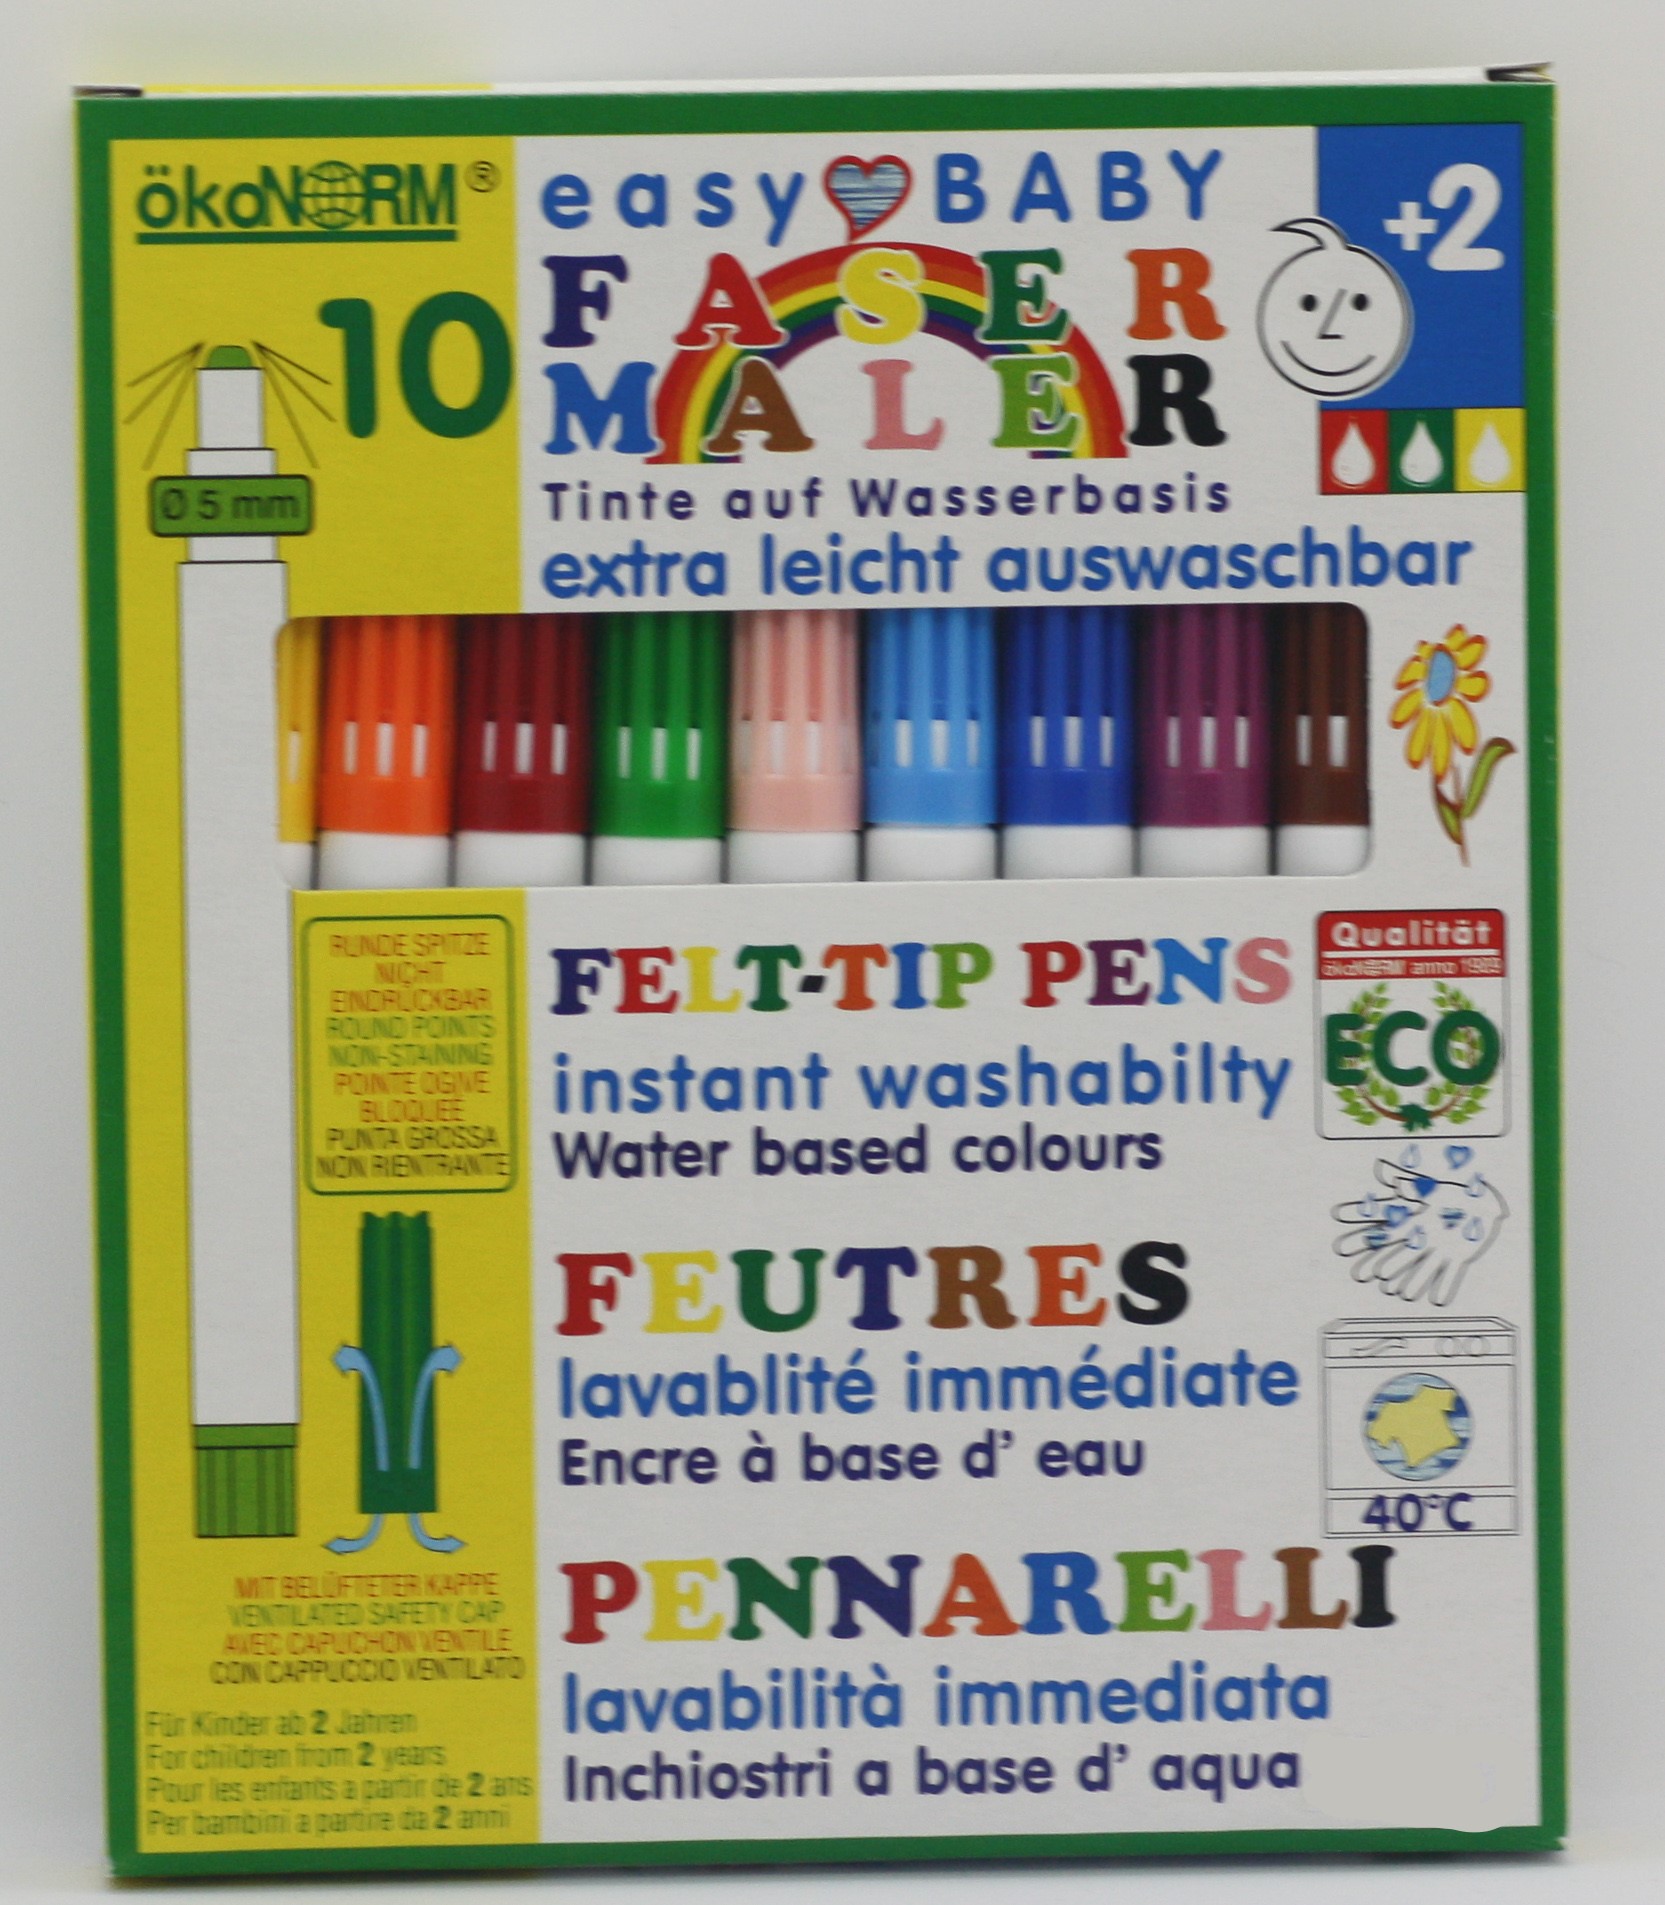 ökoNORM®
10
Ø 5 mm
easy BABY
FASER
MALER
Tinte auf Wasserbasis
extra leicht auswaschbar
+2
RUNDE SPITZE
NICHT
EINDRÜCKBAR
ROUND POINTS
NON-STAINING
POINTE OGIVE
BLOQUEE
PUNTA GROSSA
NON RIENTRANTE
MIT BELÜFTETER KAPPE
VENTILATED SAFETY CAP
AVEC CAPUCHON VENTILE
CON CAPPUCCIO VENTILATO
Für Kinder ab 2 Jahren
For children from 2 years
Pour les enfants a partir de 2 ans
Per bambini a partire da 2 anni
FELT-TIP PENS
instant washabilty
Water based colours
FEUTRES
lavablité immédiate
Encre à base d' eau
PENNARELLI
lavabilità immediata
Inchiostri a base d' aqua
Qualität
ökoNORM anno 1989
ECO
40°C